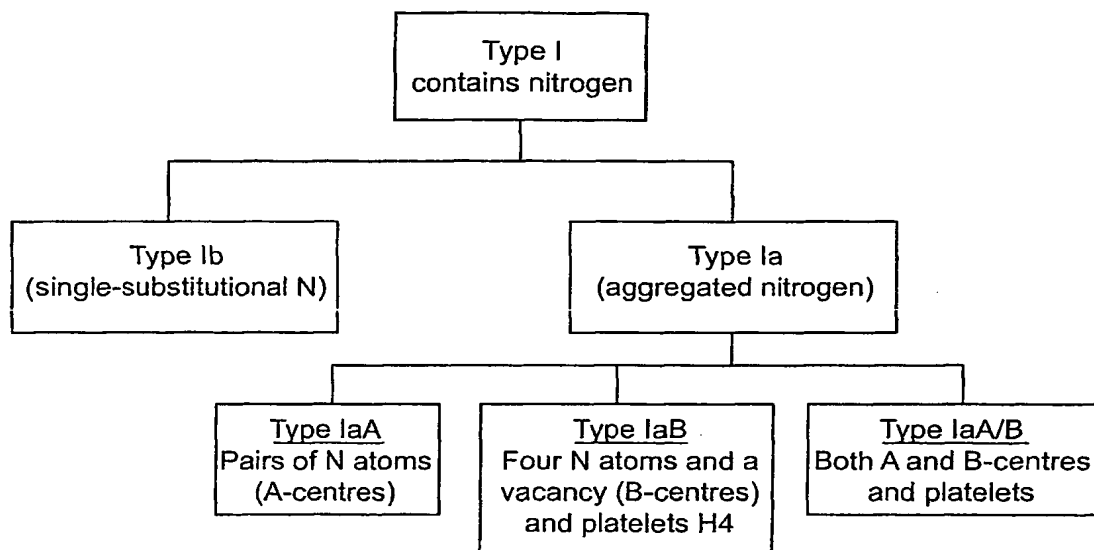 Type I
contains nitrogen
Type Ib
(single-substitutional N)
Type Ia
(aggregated nitrogen)
Type IaA
Pairs of N atoms
(A-centres)
Type IaB
Four N atoms and a
vacancy (B-centres)
and platelets H4
Type IaA/B
Both A and B-centres
and platelets